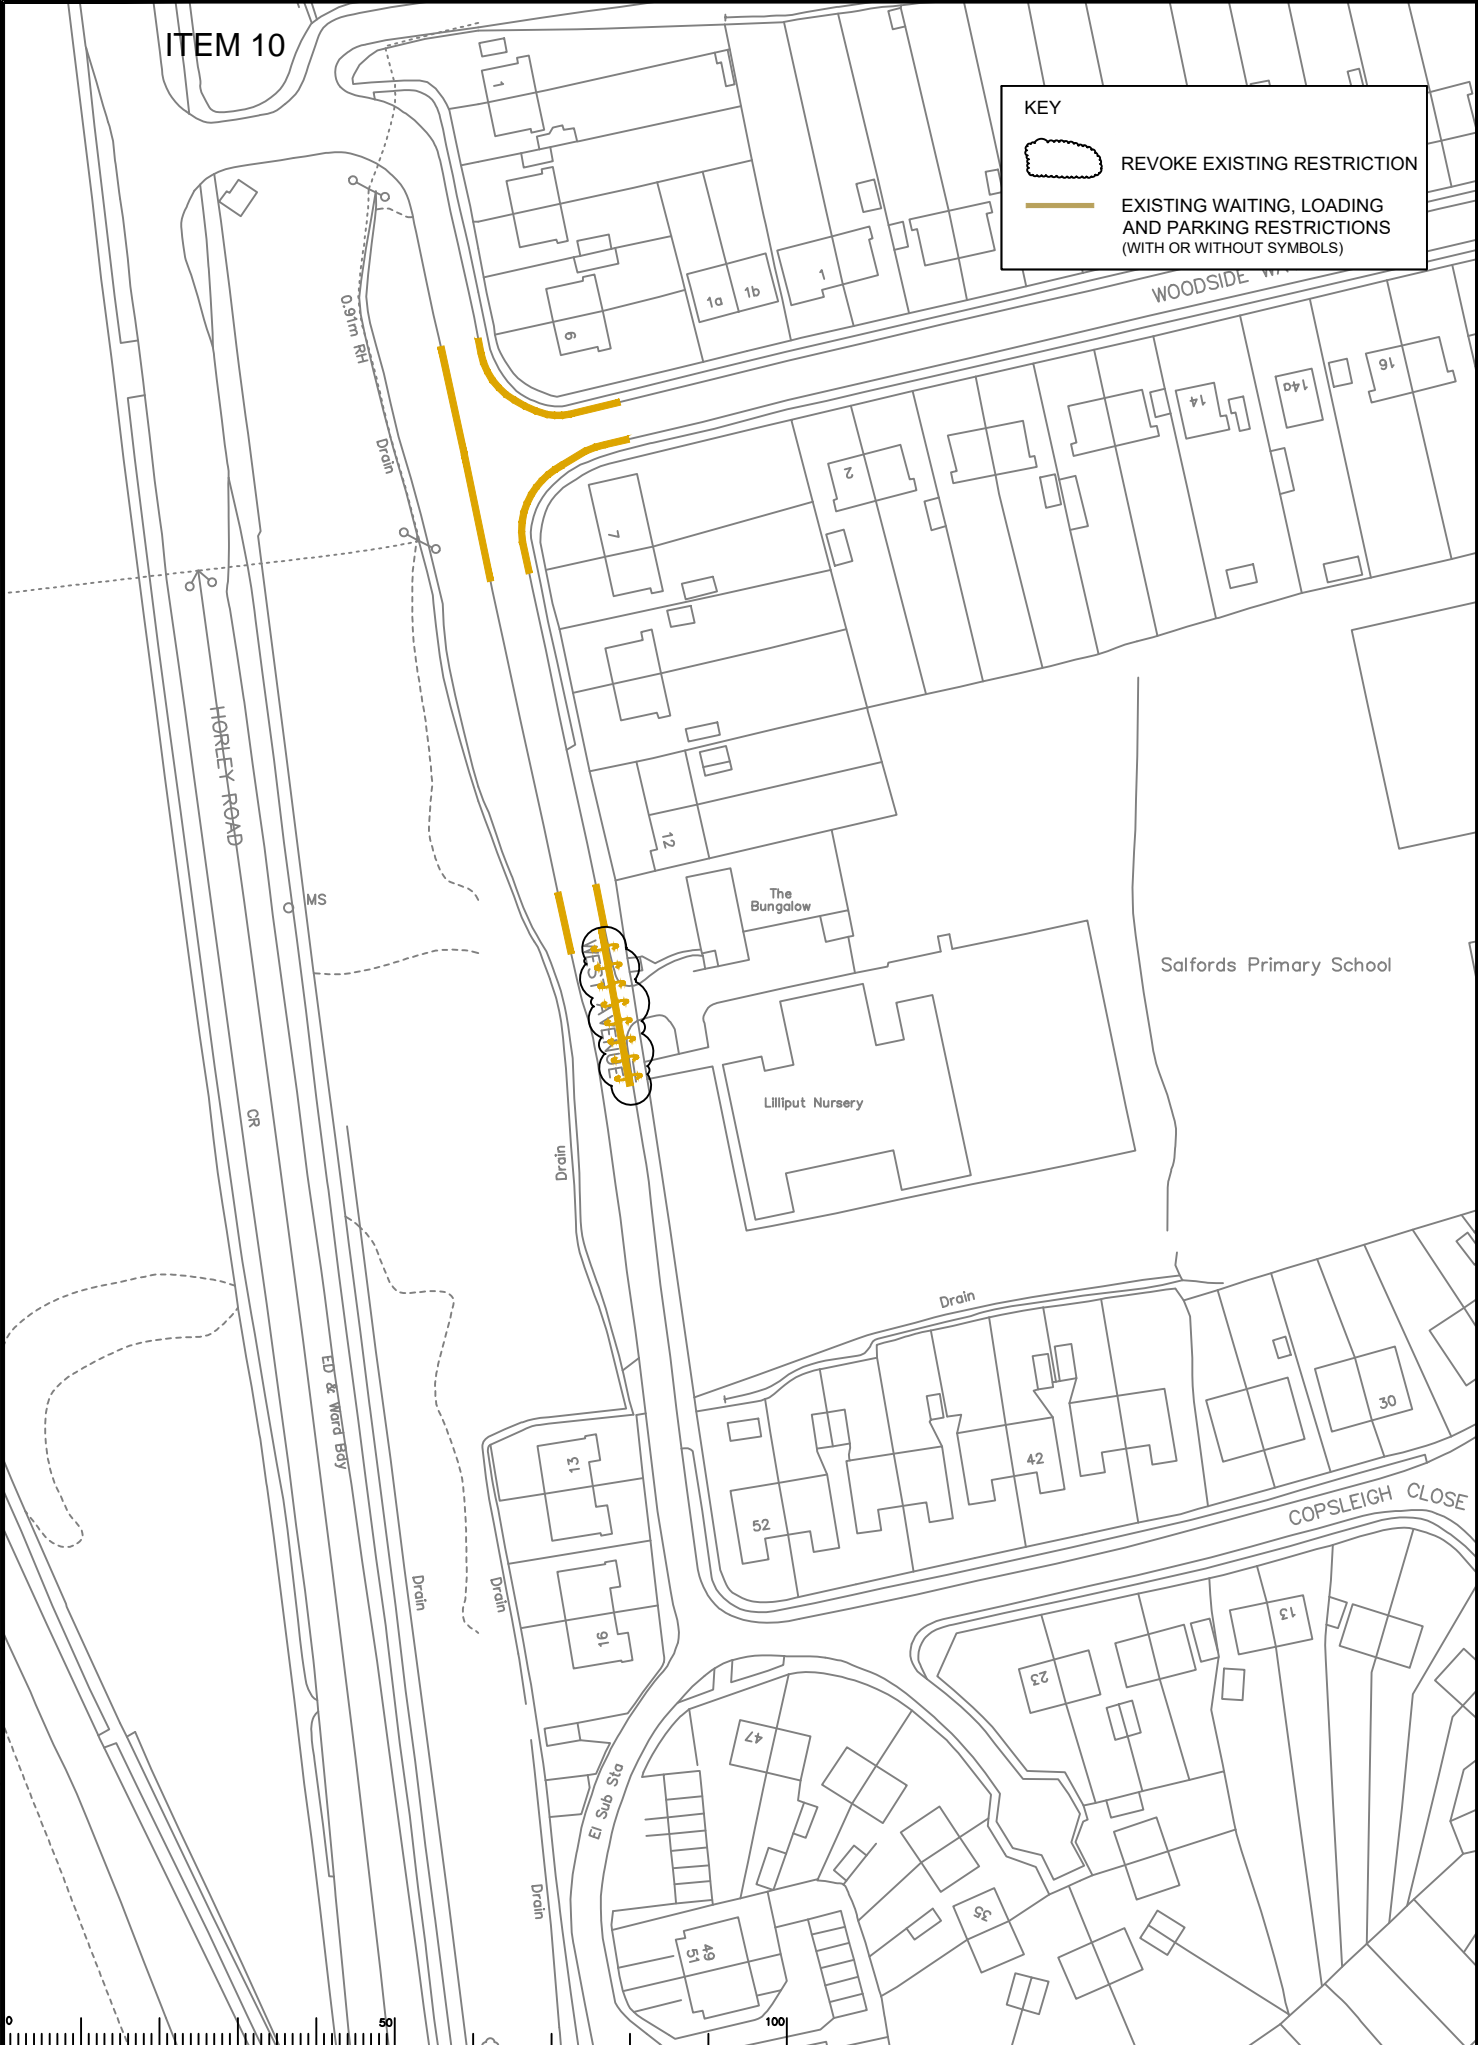 ITEM 10
KEY
REVOKE EXISTING RESTRICTION
EXISTING WAITING, LOADING
AND PARKING RESTRICTIONS
(WITH OR WITHOUT SYMBOLS)
1
1
1a
1b
6
WOODSIDE
0.91m RH
Drain
16
14a
14
2
7
HORLEY ROAD
12
MS
The
Bungalow
WEST AVENUE
Salfords Primary School
Lilliput Nursery
CR
Drain
Drain
ED & Ward Bdy
30
13
42
52
COPSLEIGH CLOSE
Drain
Drain
16
13
23
47
El Sub Sta
Drain
35
49
51
0
50
100